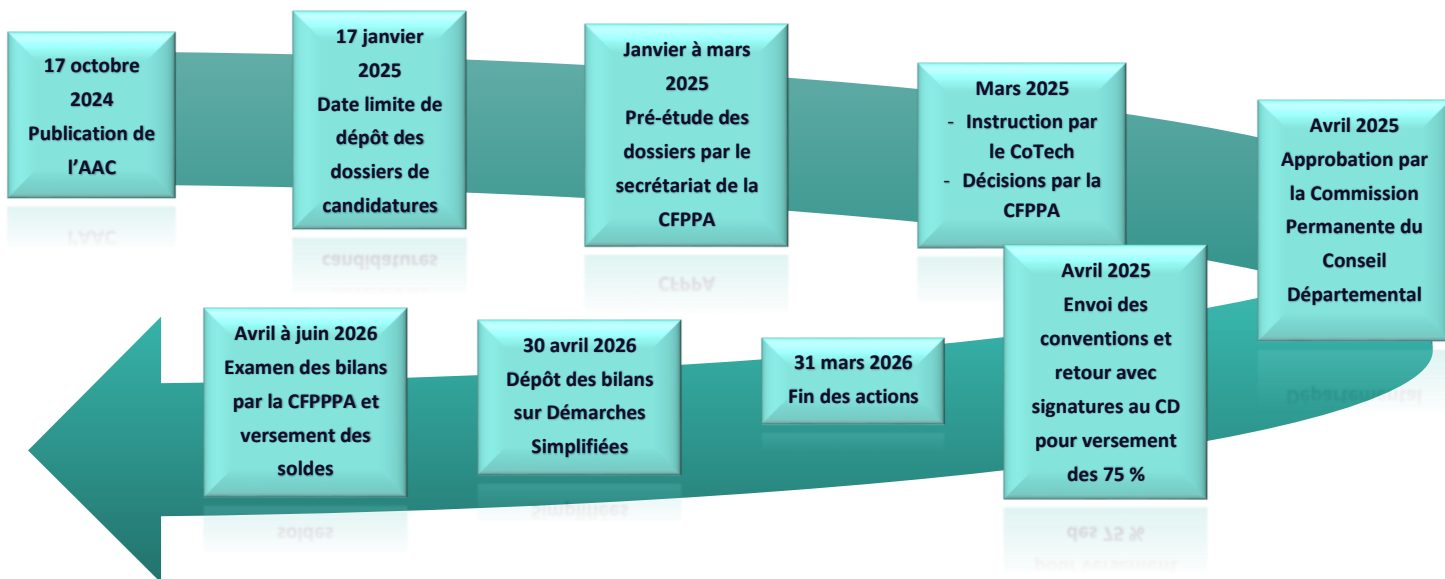 17 octobre
2024
Publication de
l'AAC
17 janvier
2025
Date limite de
dépôt des
dossiers de
candidatures
Janvier à mars
2025
Pré-étude des
dossiers par le
secrétariat de la
CFPPA
Mars 2025
- Instruction par
le CoTech
- Décisions par la
CFPPA
Avril 2025
Approbation par
la Commission
Permanente du
Conseil
Départemental
Avril 2025
Envoi des
conventions et
retour avec
signatures au CD
pour versement
des 75 %
31 mars 2026
Fin des actions
30 avril 2026
Dépôt des bilans
sur Démarches
Simplifiées
Avril à juin 2026
Examen des bilans
par la CFPPPA et
versement des
soldes